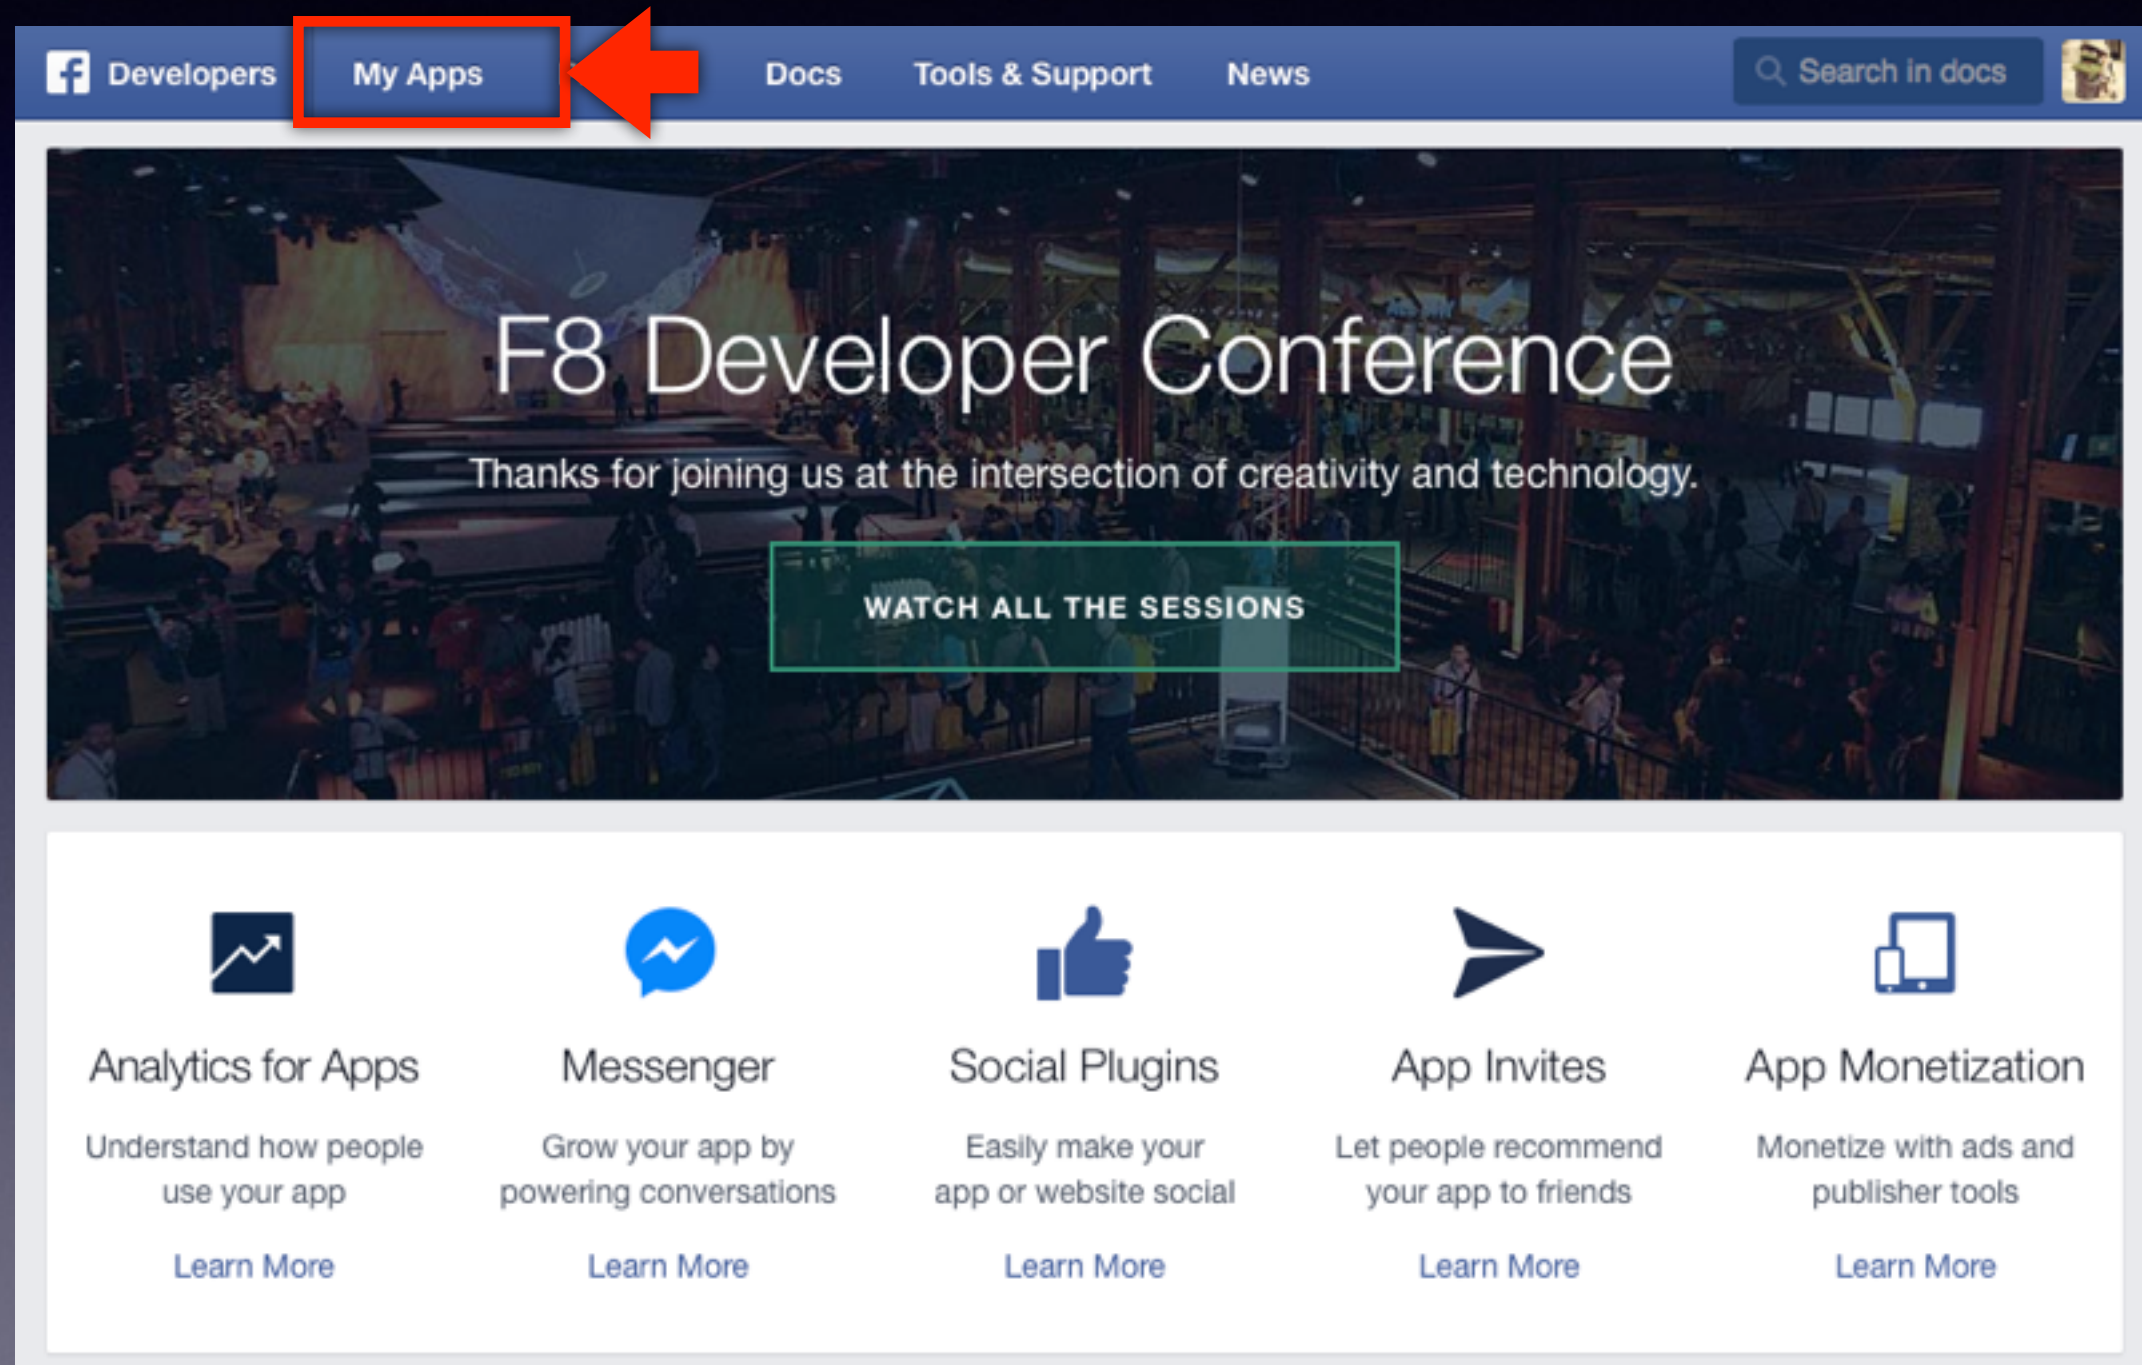 Developers My Apps Docs Tools & Support News Search in docs
F8 Developer Conference
Thanks for joining us at the intersection of creativity and technology.
WATCH ALL THE SESSIONS
Analytics for Apps
Understand how people
use your app
Learn More
Messenger
Grow your app by
powering conversations
Learn More
Social Plugins
Easily make your
app or website social
Learn More
App Invites
Let people recommend
your app to friends
Learn More
App Monetization
Monetize with ads and
publisher tools
Learn More